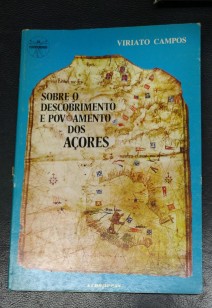 VIRIATO CAMPOS
SOBRE O
DESCOBRIMENTO
E POVOAMENTO
DOS
AÇORES